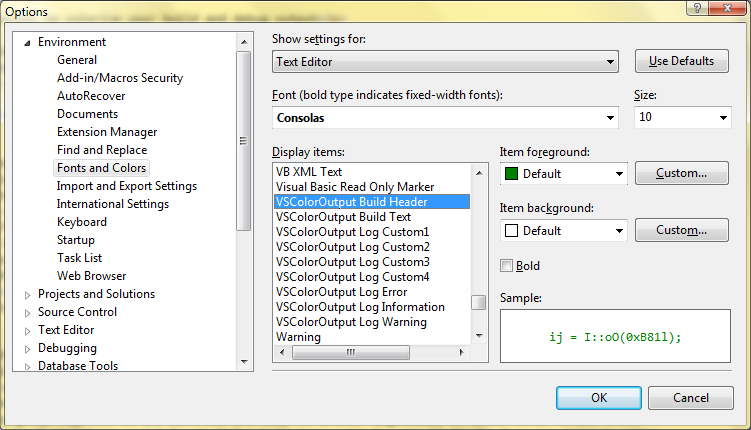 Options
Environment
General
Add-in/Macros Security
AutoRecover
Documents
Extension Manager
Find and Replace
Fonts and Colors
Import and Export Settings
International Settings
Keyboard
Startup
Task List
Web Browser
Projects and Solutions
Source Control
Text Editor
Debugging
Database Tools
Show settings for:
Text Editor
Use Defaults
Font (bold type indicates fixed-width fonts):
Size:
Consolas
10
Display items:
VB XML Text
Visual Basic Read Only Marker
VSColorOutput Build Header
VSColorOutput Build Text
VSColorOutput Log Custom1
VSColorOutput Log Custom2
VSColorOutput Log Custom3
VSColorOutput Log Custom4
VSColorOutput Log Error
VSColorOutput Log Information
VSColorOutput Log Warning
Warning
Item foreground:
Default
Custom...
Item background:
Default
Custom...
Bold
Sample:
ij = I::oO(0xB81l);
OK
Cancel